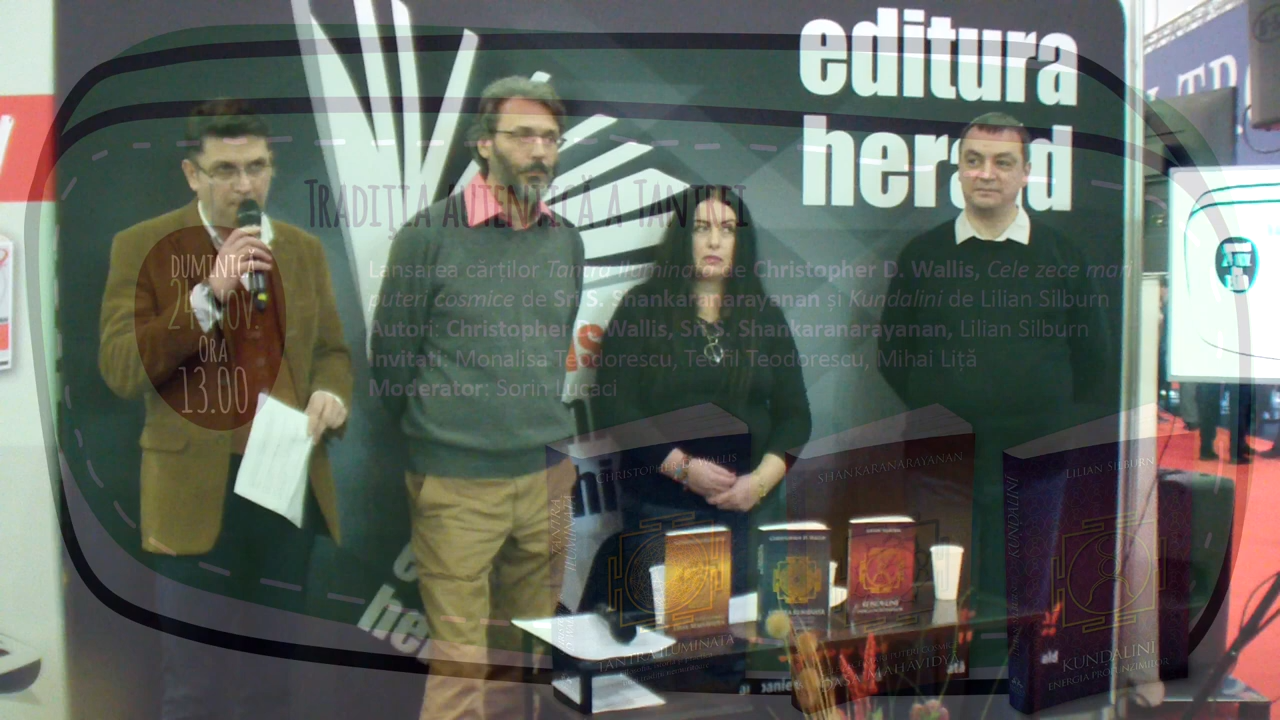 editura
herald
TRADIȚIA AUTENTICĂ A TANTREI
DUMINICĂ
24 NOV.
ORA
13.00
Lansarea cărților Tantra Iluminată de Christopher D. Wallis, Cele zece mari
puteri cosmice de Sri S. Shankaranarayanan și Kundalini de Lilian Silburn
Autori: Christopher D. Wallis, Sri S. Shankaranarayanan, Lilian Silburn
Invitați: Monalisa Teodorescu, Teofil Teodorescu, Mihai Liță
Moderator: Sorin Lucaci
CHRISTOPHER D. WALLIS
SHANKARANARAYANAN
LILIAN SILBURN
TANTRA ILUMINATĂ
MAHAVIDYA
KUNDALINI
ENERGIA PROFUNZIMILOR
KUNDALINI